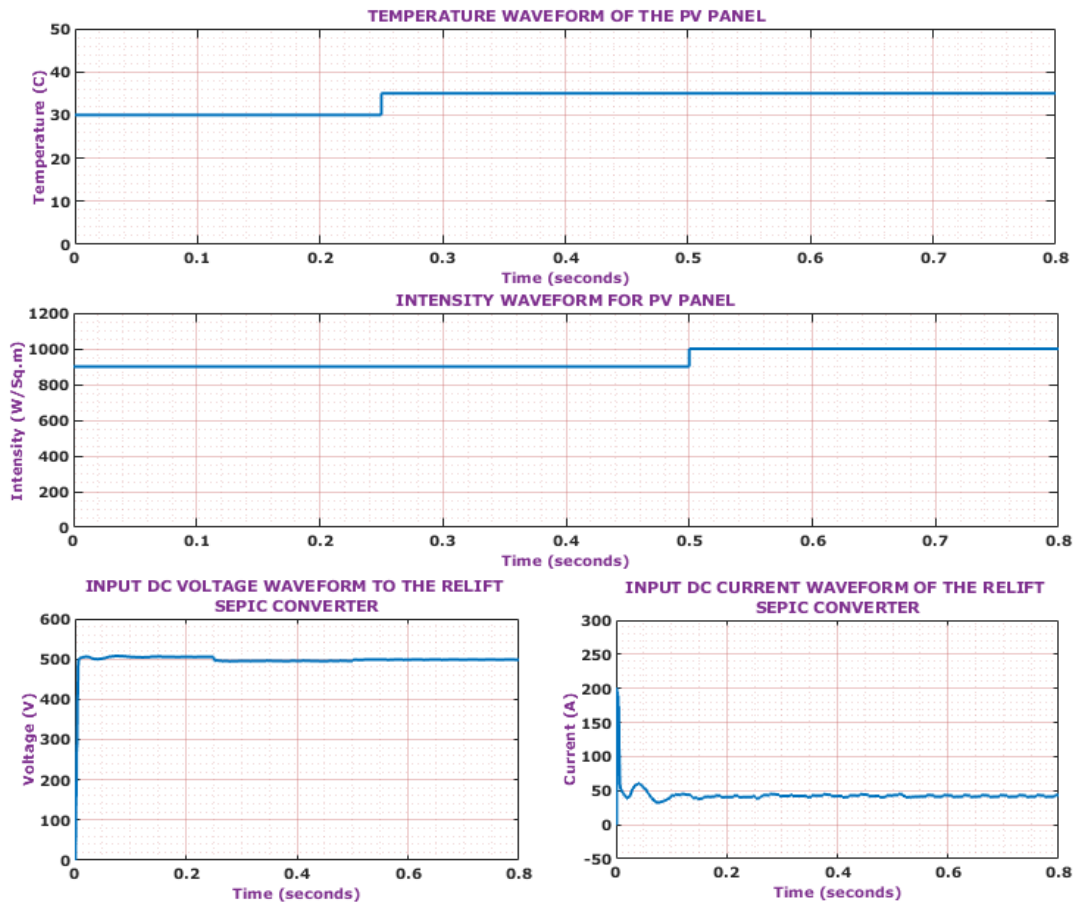 TEMPERATURE WAVEFORM OF THE PV PANEL
50
40
30
20
10
0
Temperature (C)
0 0.1 0.2 0.3 0.4 0.5 0.6 0.7 0.8
Time (seconds)
INTENSITY WAVEFORM FOR PV PANEL
1200
1000
800
600
400
200
0
Intensity (W/Sq.m)
0 0.1 0.2 0.3 0.4 0.5 0.6 0.7 0.8
Time (seconds)
INPUT DC VOLTAGE WAVEFORM TO THE RELIFT
SEPIC CONVERTER
600
500
400
300
200
100
0
Voltage (V)
0 0.2 0.4 0.6 0.8
Time (seconds)
INPUT DC CURRENT WAVEFORM OF THE RELIFT
SEPIC CONVERTER
300
250
200
150
100
50
0
-50
Current (A)
0 0.2 0.4 0.6 0.8
Time (seconds)